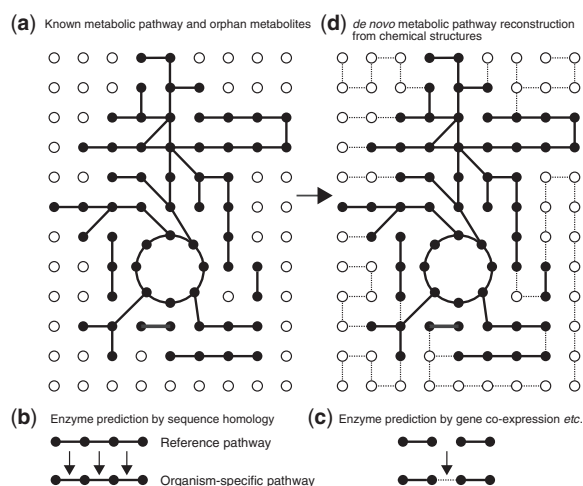 (a) Known metabolic pathway and orphan metabolites
(d) de novo metabolic pathway reconstruction
from chemical structures
(b) Enzyme prediction by sequence homology
Reference pathway
Organism-specific pathway
(c) Enzyme prediction by gene co-expression etc.